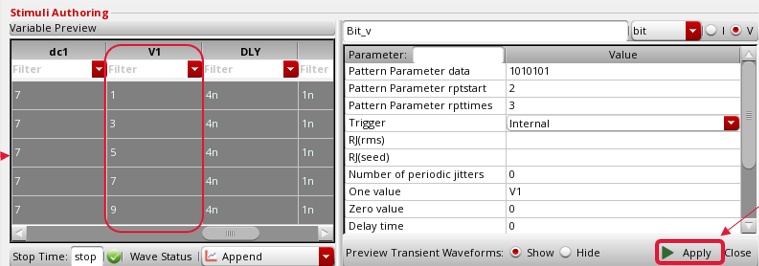 Stimuli Authoring
Variable Preview
dc1 V1 DLY
Filter Filter Filter Filter
7 1 4n 1n
7 3 4n 1n
7 5 4n 1n
7 7 4n 1n
7 9 4n 1n
Stop Time: stop Wave Status Append
Bit_v bit I V
Parameter: Value
Pattern Parameter data 1010101
Pattern Parameter rptstart 2
Pattern Parameter rpttimes 3
Trigger Internal
RJ(rms)
RJ(seed)
Number of periodic jitters 0
One value V1
Zero value 0
Delay time 0
Preview Transient Waveforms: Show Hide Apply Close